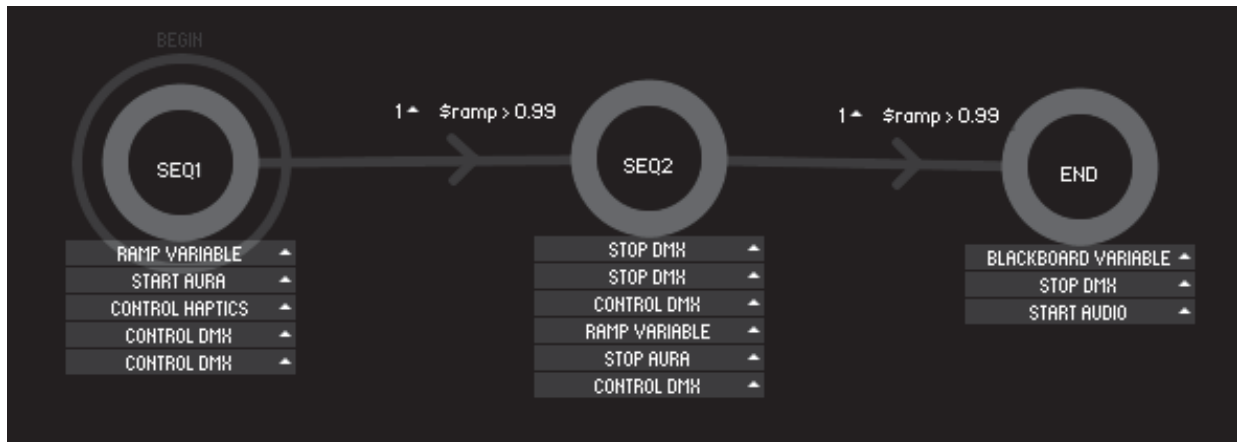 BEGIN
SEQ1
RAMP VARIABLE
START AURA
CONTROL HAPTICS
CONTROL DMX
CONTROL DMX
1 $ramp > 0.99
SEQ2
STOP DMX
STOP DMX
CONTROL DMX
RAMP VARIABLE
STOP AURA
CONTROL DMX
1 $ramp > 0.99
END
BLACKBOARD VARIABLE
STOP DMX
START AUDIO